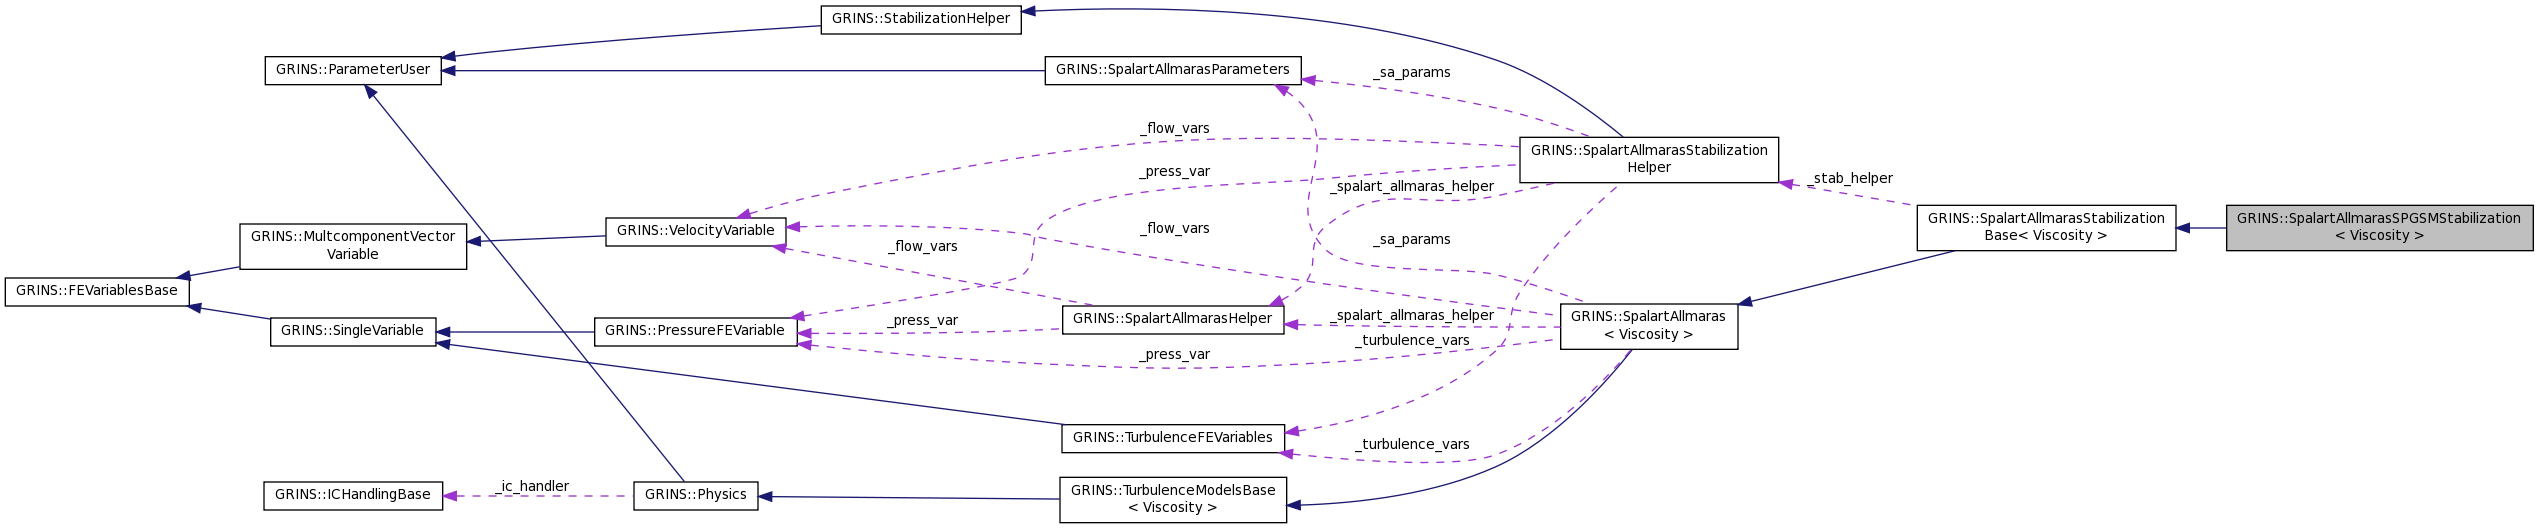 GRINS::StabilizationHelper
GRINS::ParameterUser
GRINS::SpalartAllmarasParameters
_sa_params
_flow_vars
GRINS::SpalartAllmarasStabilization
Helper
_press_var
_spalart_allmaras_helper
_stab_helper
GRINS::MultcomponentVector
Variable
GRINS::VelocityVariable
_flow_vars
_flow_vars
_sa_params
GRINS::SpalartAllmarasStabilization
Base< Viscosity >
GRINS::SpalartAllmarasSPGSMStabilization
< Viscosity >
GRINS::FEVariablesBase
GRINS::SingleVariable
GRINS::PressureFEVariable
_press_var
GRINS::SpalartAllmarasHelper
_spalart_allmaras_helper
GRINS::SpalartAllmaras
< Viscosity >
_turbulence_vars
_press_var
GRINS::TurbulenceFEVariables
_turbulence_vars
GRINS::ICHandlingBase
_ic_handler
GRINS::Physics
GRINS::TurbulenceModelsBase
< Viscosity >